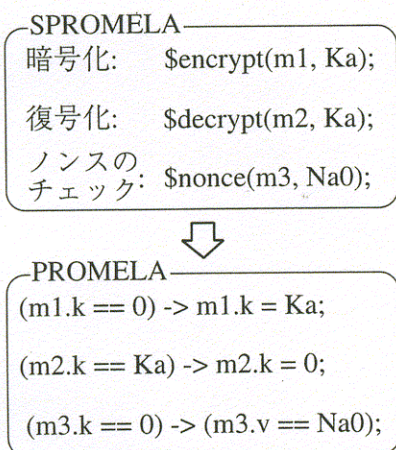 SPROMELA
暗号化: $encrypt(m1, Ka);
復号化: $decrypt(m2, Ka);
ノンスの
チェック: $nonce(m3, Na0);
PROMELA
(m1.k == 0) -> m1.k = Ka;
(m2.k == Ka) -> m2.k = 0;
(m3.k == 0) -> (m3.v == Na0);